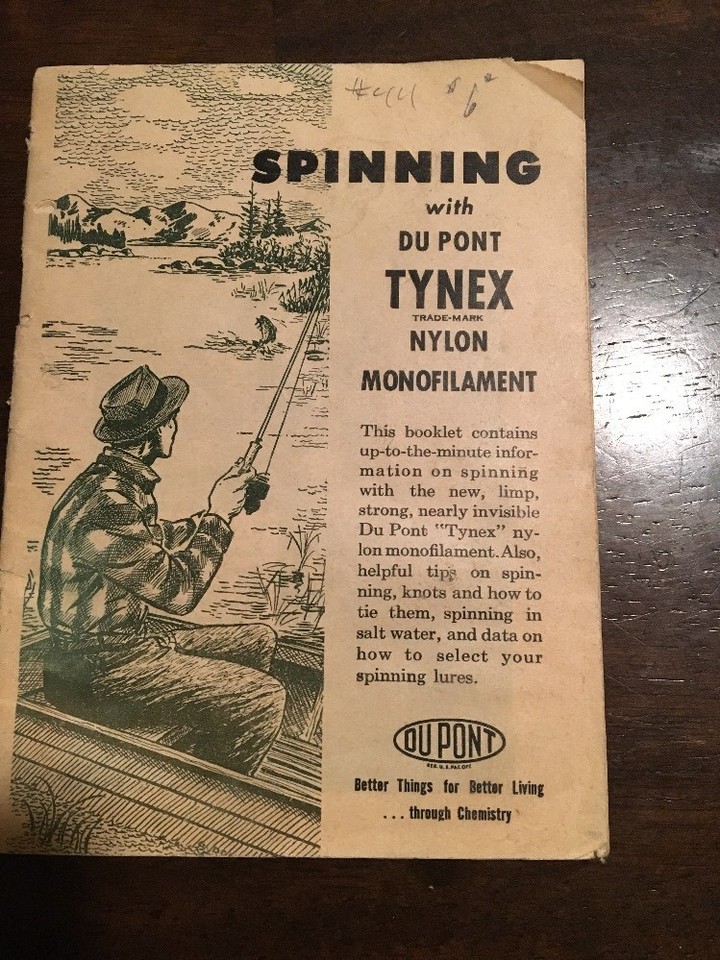 SPINNING
with
DU PONT
TYNEX
TRADE-MARK
NYLON
MONOFILAMENT
This booklet contains
up-to-the-minute infor-
mation on spinning
with the new, limp,
strong, nearly invisible
Du Pont "Tynex" ny-
lon monofilament. Also,
helpful tips on spin-
ning, knots and how to
tie them, spinning in
salt water, and data on
how to select your
spinning lures.
DU PONT
REG. U.S. PAT. OFF.
Better Things for Better Living
... through Chemistry